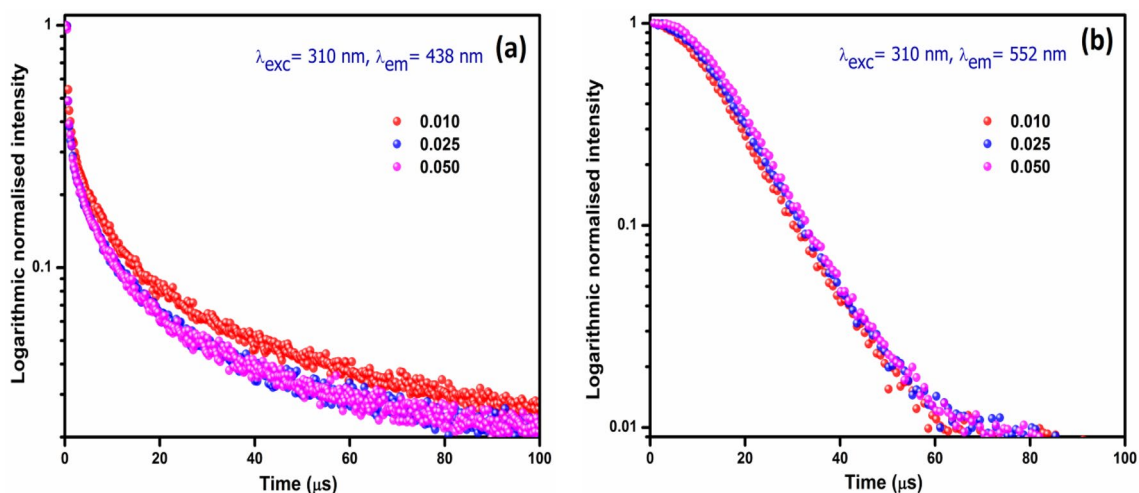 (a)
λexc= 310 nm, λem= 438 nm
0.010
0.025
0.050
1
0.1
Logarithmic normalised intensity
0 20 40 60 80 100
Time (μs)
(b)
λexc= 310 nm, λem= 552 nm
0.010
0.025
0.050
1
0.1
0.01
Logarithmic normalised intensity
0 20 40 60 80 100
Time (μs)